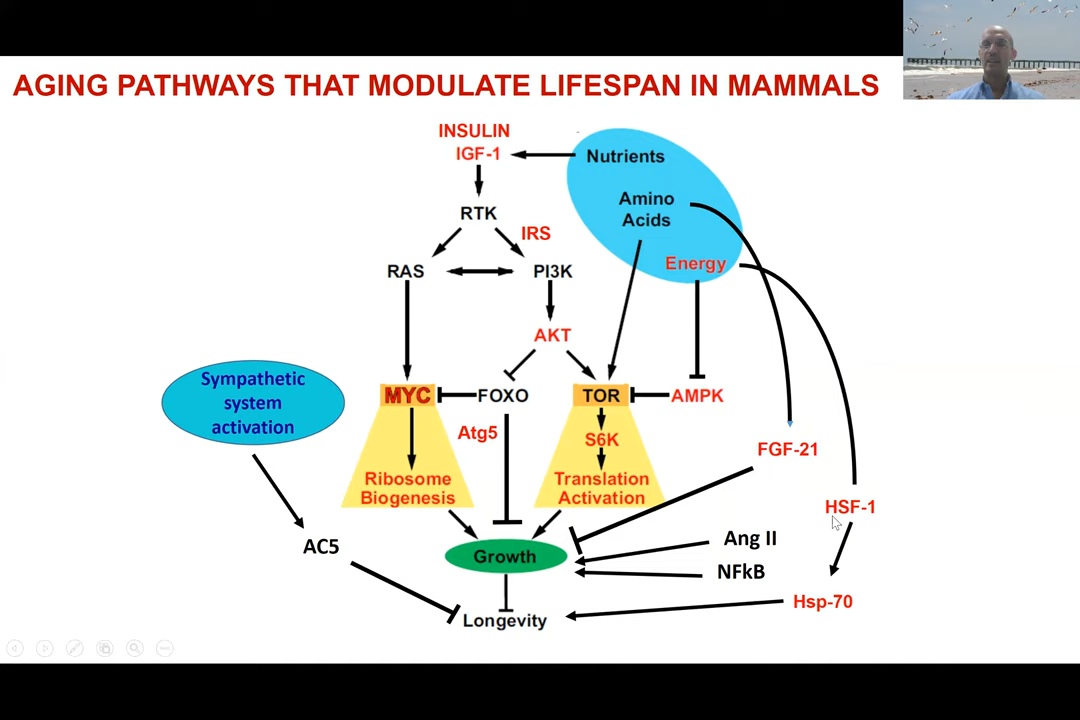 AGING PATHWAYS THAT MODULATE LIFESPAN IN MAMMALS
INSULIN
IGF-1
Nutrients
Amino
Acids
Energy
RTK
IRS
RAS
PI3K
AKT
Sympathetic
system
activation
MYC
FOXO
TOR
AMPK
Atg5
S6K
FGF-21
Ribosome
Biogenesis
Translation
Activation
HSF-1
AC5
Growth
Ang II
NFkB
Hsp-70
Longevity